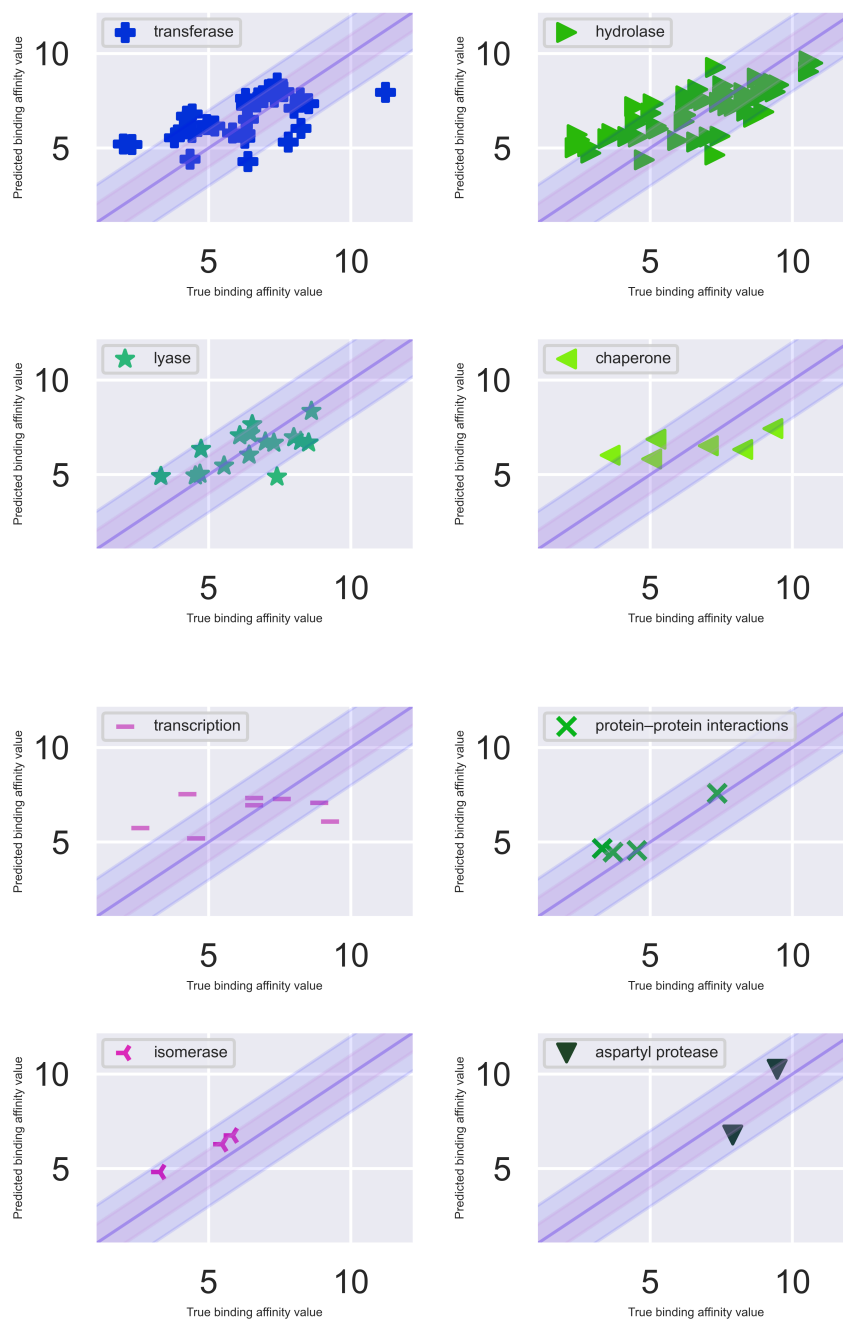 transferase
hydrolase
10
5
5
10
Predicted binding affinity value
True binding affinity value
10
5
5
10
Predicted binding affinity value
True binding affinity value
lyase
chaperone
10
5
5
10
Predicted binding affinity value
True binding affinity value
10
5
5
10
Predicted binding affinity value
True binding affinity value
transcription
protein–protein interactions
10
5
5
10
Predicted binding affinity value
True binding affinity value
10
5
5
10
Predicted binding affinity value
True binding affinity value
isomerase
aspartyl protease
10
5
5
10
Predicted binding affinity value
True binding affinity value
10
5
5
10
Predicted binding affinity value
True binding affinity value